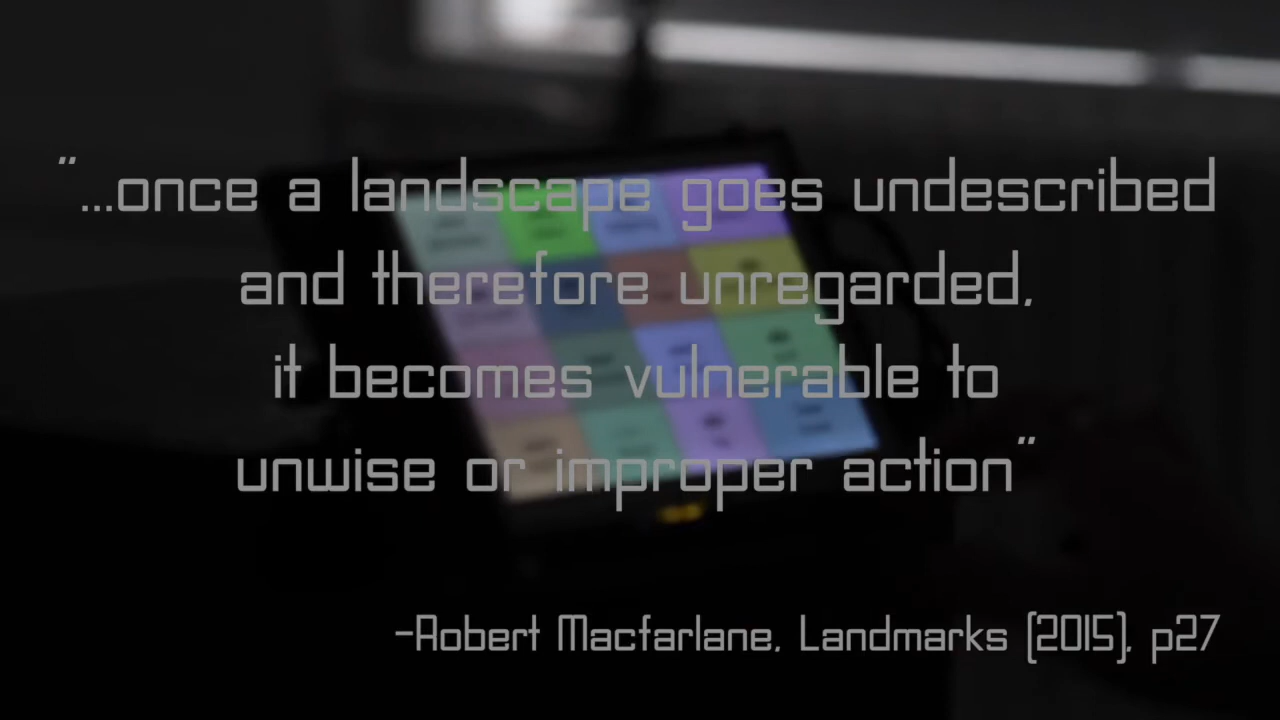 "...once a landscape goes undescribed
and therefore unregarded,
it becomes vulnerable to
unwise or improper action"
-Robert Macfarlane, Landmarks (2015), p27